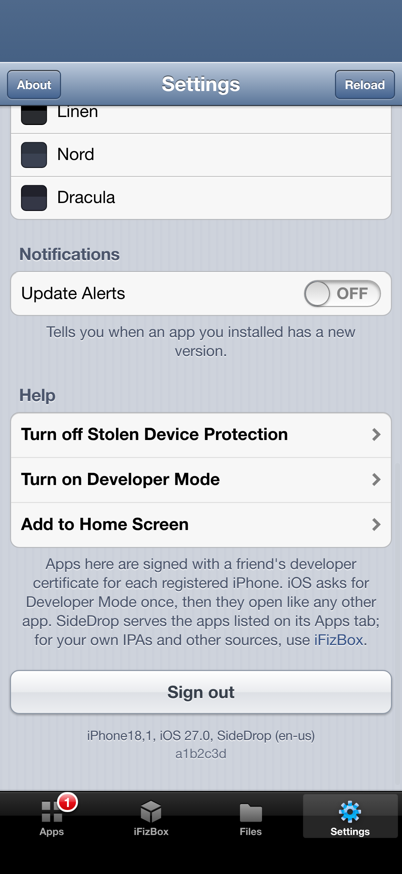 About
Settings
Reload
Linen
Nord
Dracula
Notifications
Update Alerts
OFF
Tells you when an app you installed has a new
version.
Help
Turn off Stolen Device Protection
Turn on Developer Mode
Add to Home Screen
Apps here are signed with a friend's developer
certificate for each registered iPhone. iOS asks for
Developer Mode once, then they open like any other
app. SideDrop serves the apps listed on its Apps tab;
for your own IPAs and other sources, use iFizBox.
Sign out
iPhone18,1, iOS 27.0, SideDrop (en-us)
a1b2c3d
1
Apps
iFizBox
Files
Settings